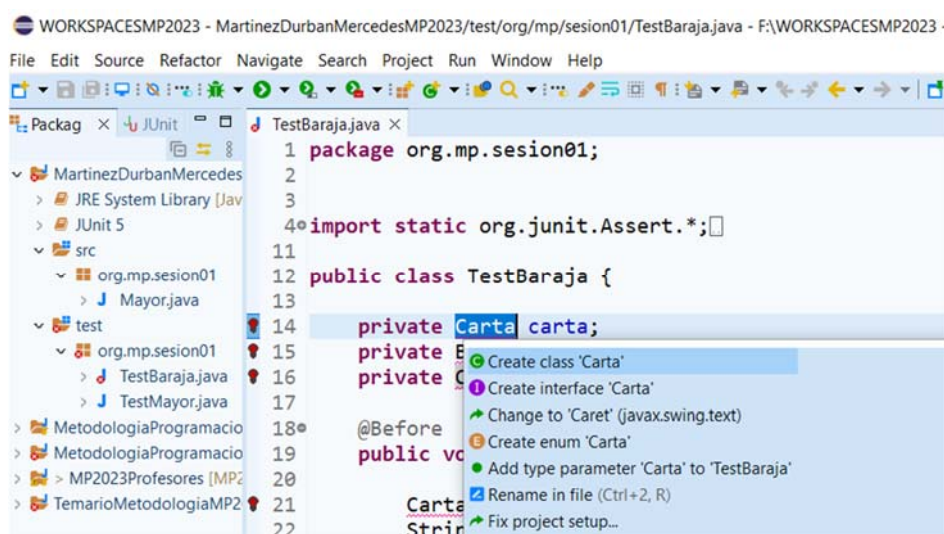 WORKSPACESMP2023 - MartinezDurbanMercedesMP2023/test/org/mp/sesion01/TestBaraja.java - F:\WORKSPACESMP2023 -
File Edit Source Refactor Navigate Search Project Run Window Help
Packag JUnit TestBaraja.java
MartinezDurbanMercedes
JRE System Library [Jav
JUnit 5
src
org.mp.sesion01
Mayor.java
test
org.mp.sesion01
TestBaraja.java
TestMayor.java
MetodologiaProgramacio
MetodologiaProgramacio
> MP2023Profesores [MP2
TemarioMetodologiaMP2
1 package org.mp.sesion01;
2
3
4 import static org.junit.Assert.*;
11
12 public class TestBaraja {
13
14 private Carta carta;
15 private B
16 private C
17
18 @Before
19 public vo
20
21 Carta
22 Strin
Create class 'Carta'
Create interface 'Carta'
Change to 'Caret' (javax.swing.text)
Create enum 'Carta'
Add type parameter 'Carta' to 'TestBaraja'
Rename in file (Ctrl+2, R)
Fix project setup...